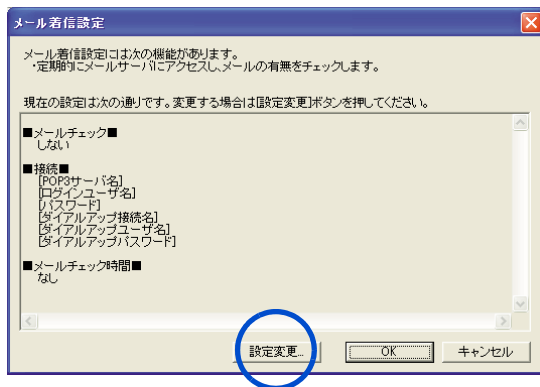 メール着信設定
メール着信設定には次の機能があります。
・定期的にメールサーバにアクセスし、メールの有無をチェックします。
現在の設定は次の通りです。変更する場合は[設定変更]ボタンを押してください。
■メールチェック■
しない
■接続■
[POP3サーバ名]
[ログインユーザ名]
[パスワード]
[ダイアルアップ接続名]
[ダイアルアップユーザ名]
[ダイアルアップパスワード]
■メールチェック時間■
なし
設定変更... OK キャンセル